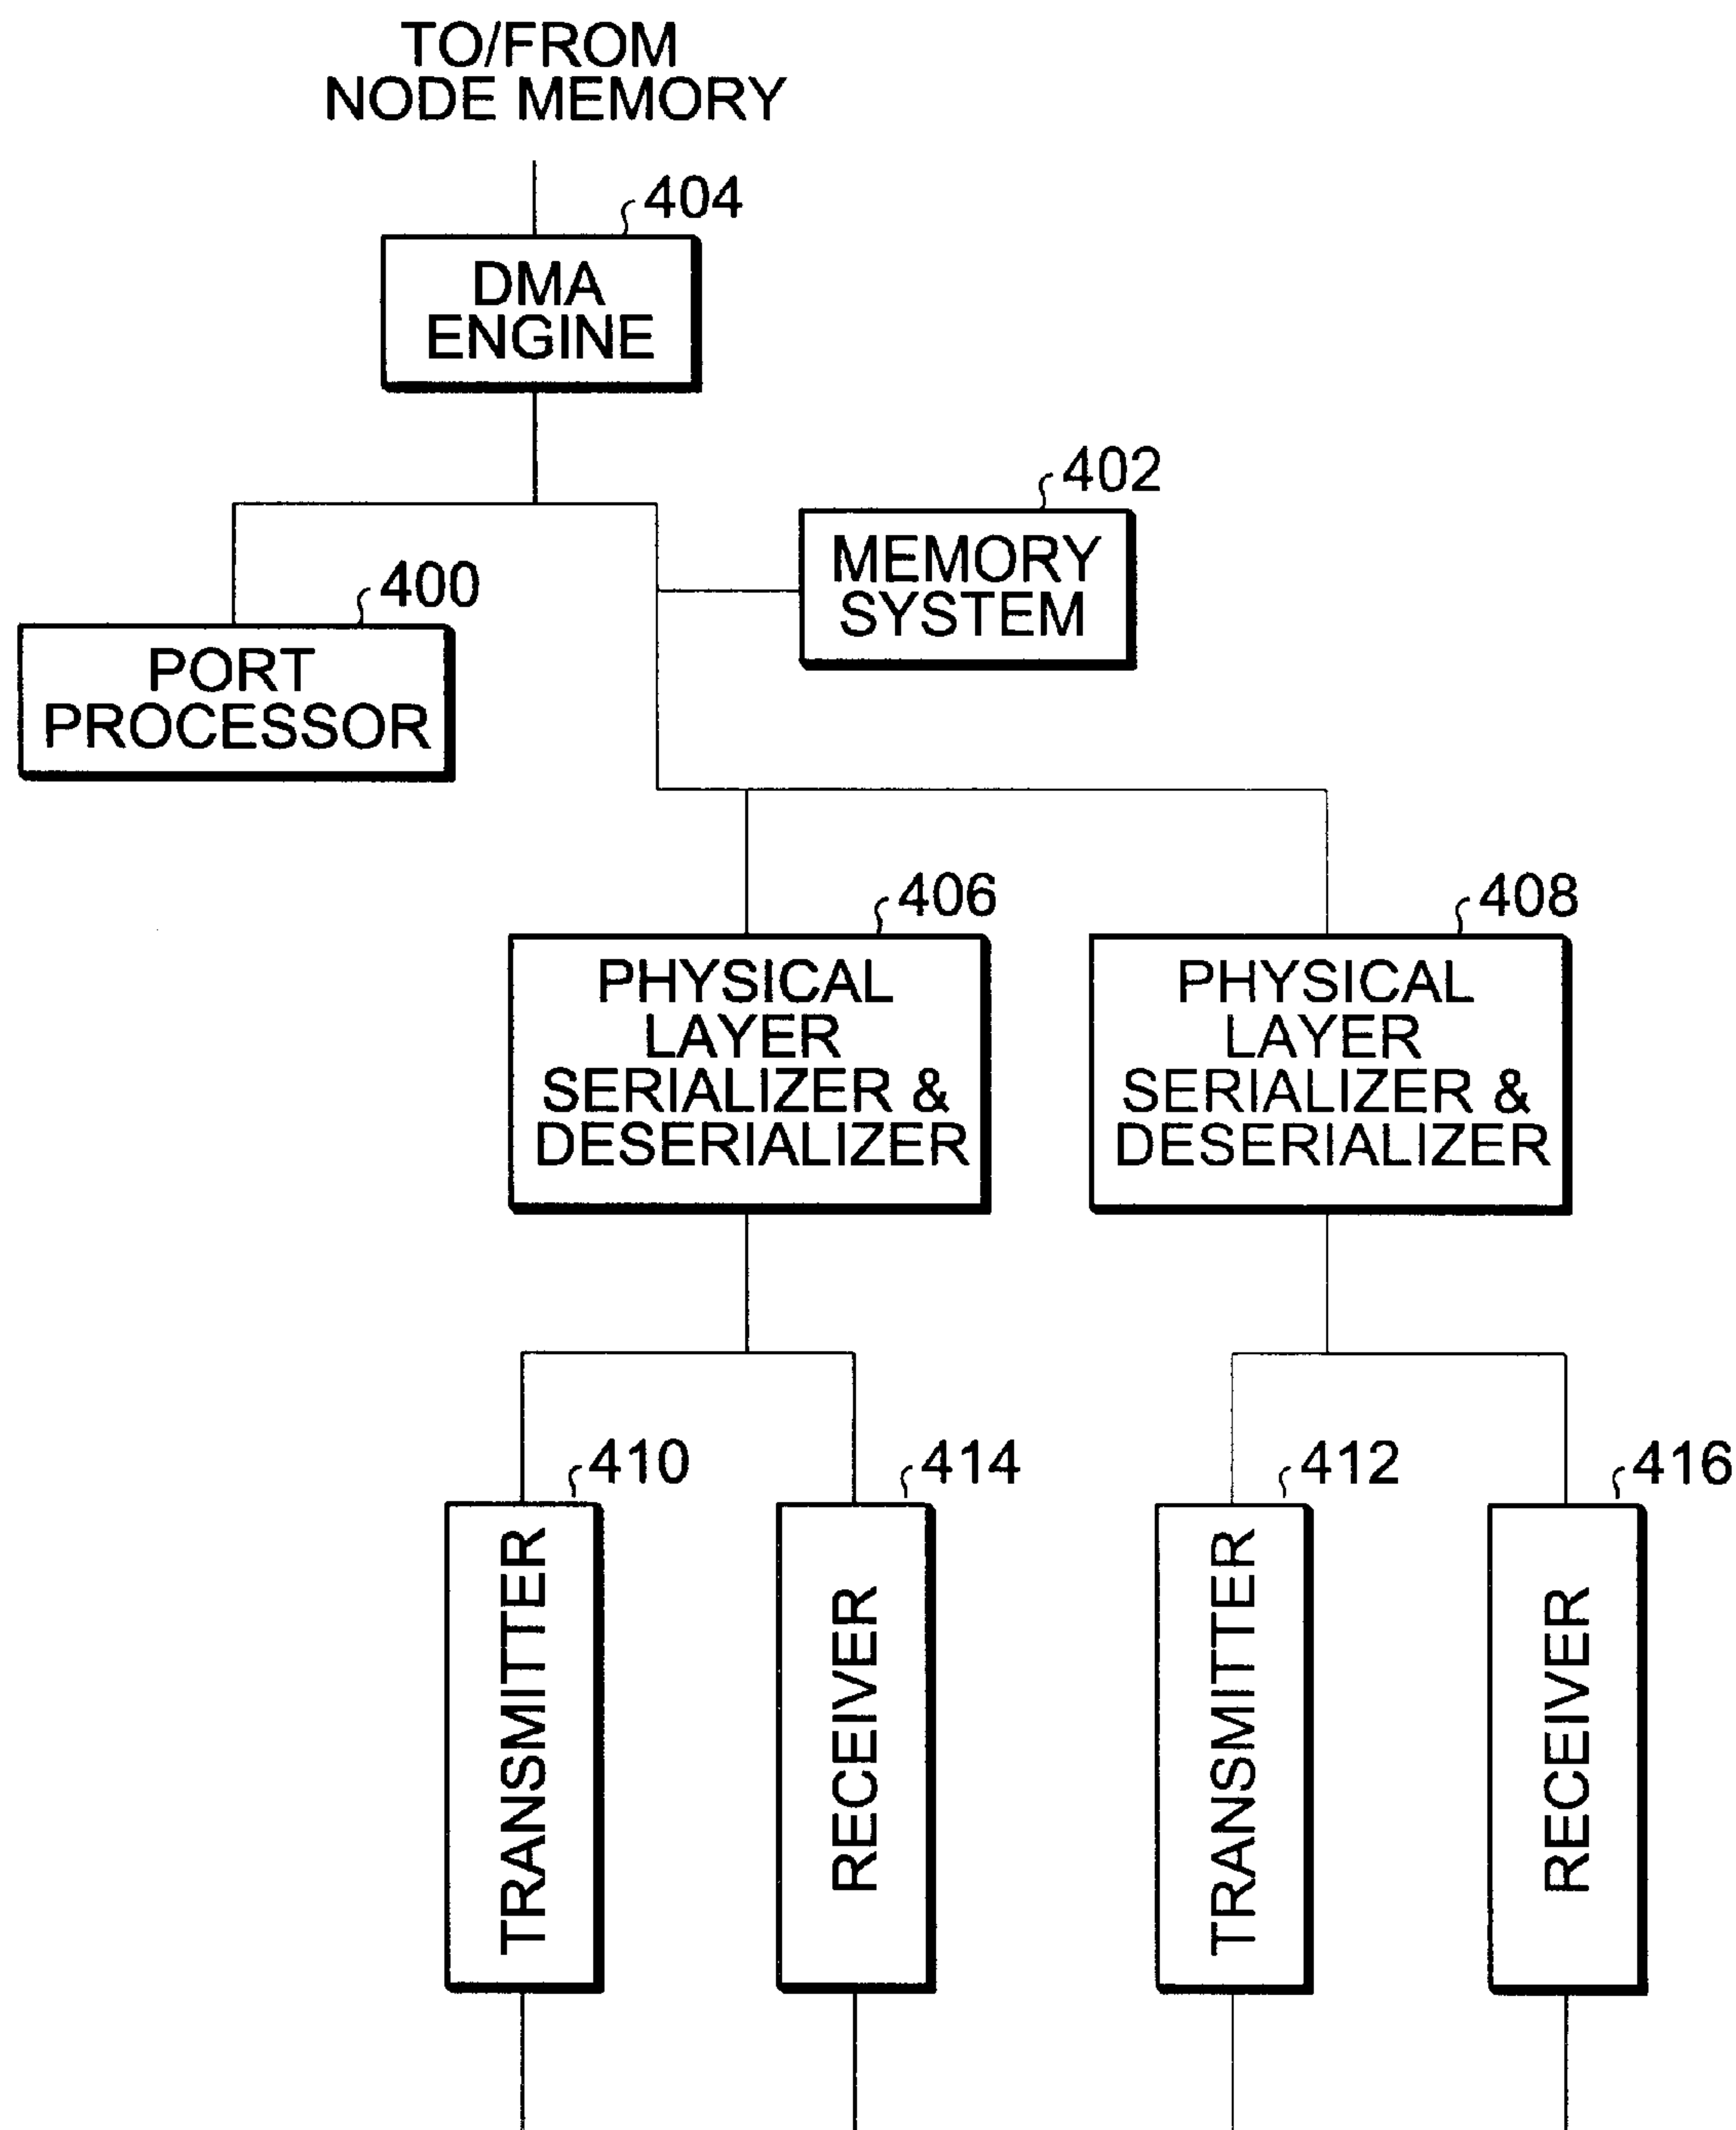 TO/FROM
NODE MEMORY
404
DMA
ENGINE
402
MEMORY
SYSTEM
400
PORT
PROCESSOR
406
PHYSICAL
LAYER
SERIALIZER &
DESERIALIZER
408
PHYSICAL
LAYER
SERIALIZER &
DESERIALIZER
410
TRANSMITTER
414
RECEIVER
412
TRANSMITTER
416
RECEIVER